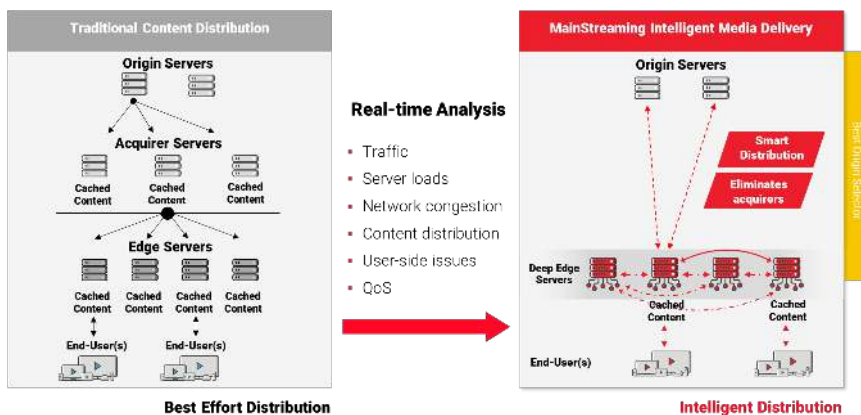 Traditional Content Distribution
Origin Servers
Acquirer Servers
Cached
Content
Cached
Content
Cached
Content
Edge Servers
Cached
Content
Cached
Content
Cached
Content
Cached
Content
End-User(s)
End-User(s)
Best Effort Distribution
Real-time Analysis
Traffic
Server loads
Network congestion
Content distribution
User-side issues
QoS
MainStreaming Intelligent Media Delivery
Origin Servers
Smart
Distribution
Eliminates
acquirers
Best Origin Selector
Deep Edge
Servers
Cached
Content
Cached
Content
End-User(s)
Intelligent Distribution